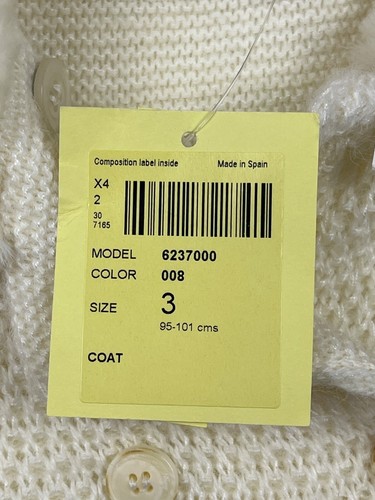 Composition label inside Made in Spain
X4
2
30
7165
MODEL 6237000
COLOR 008
SIZE 3
95-101 cms
COAT